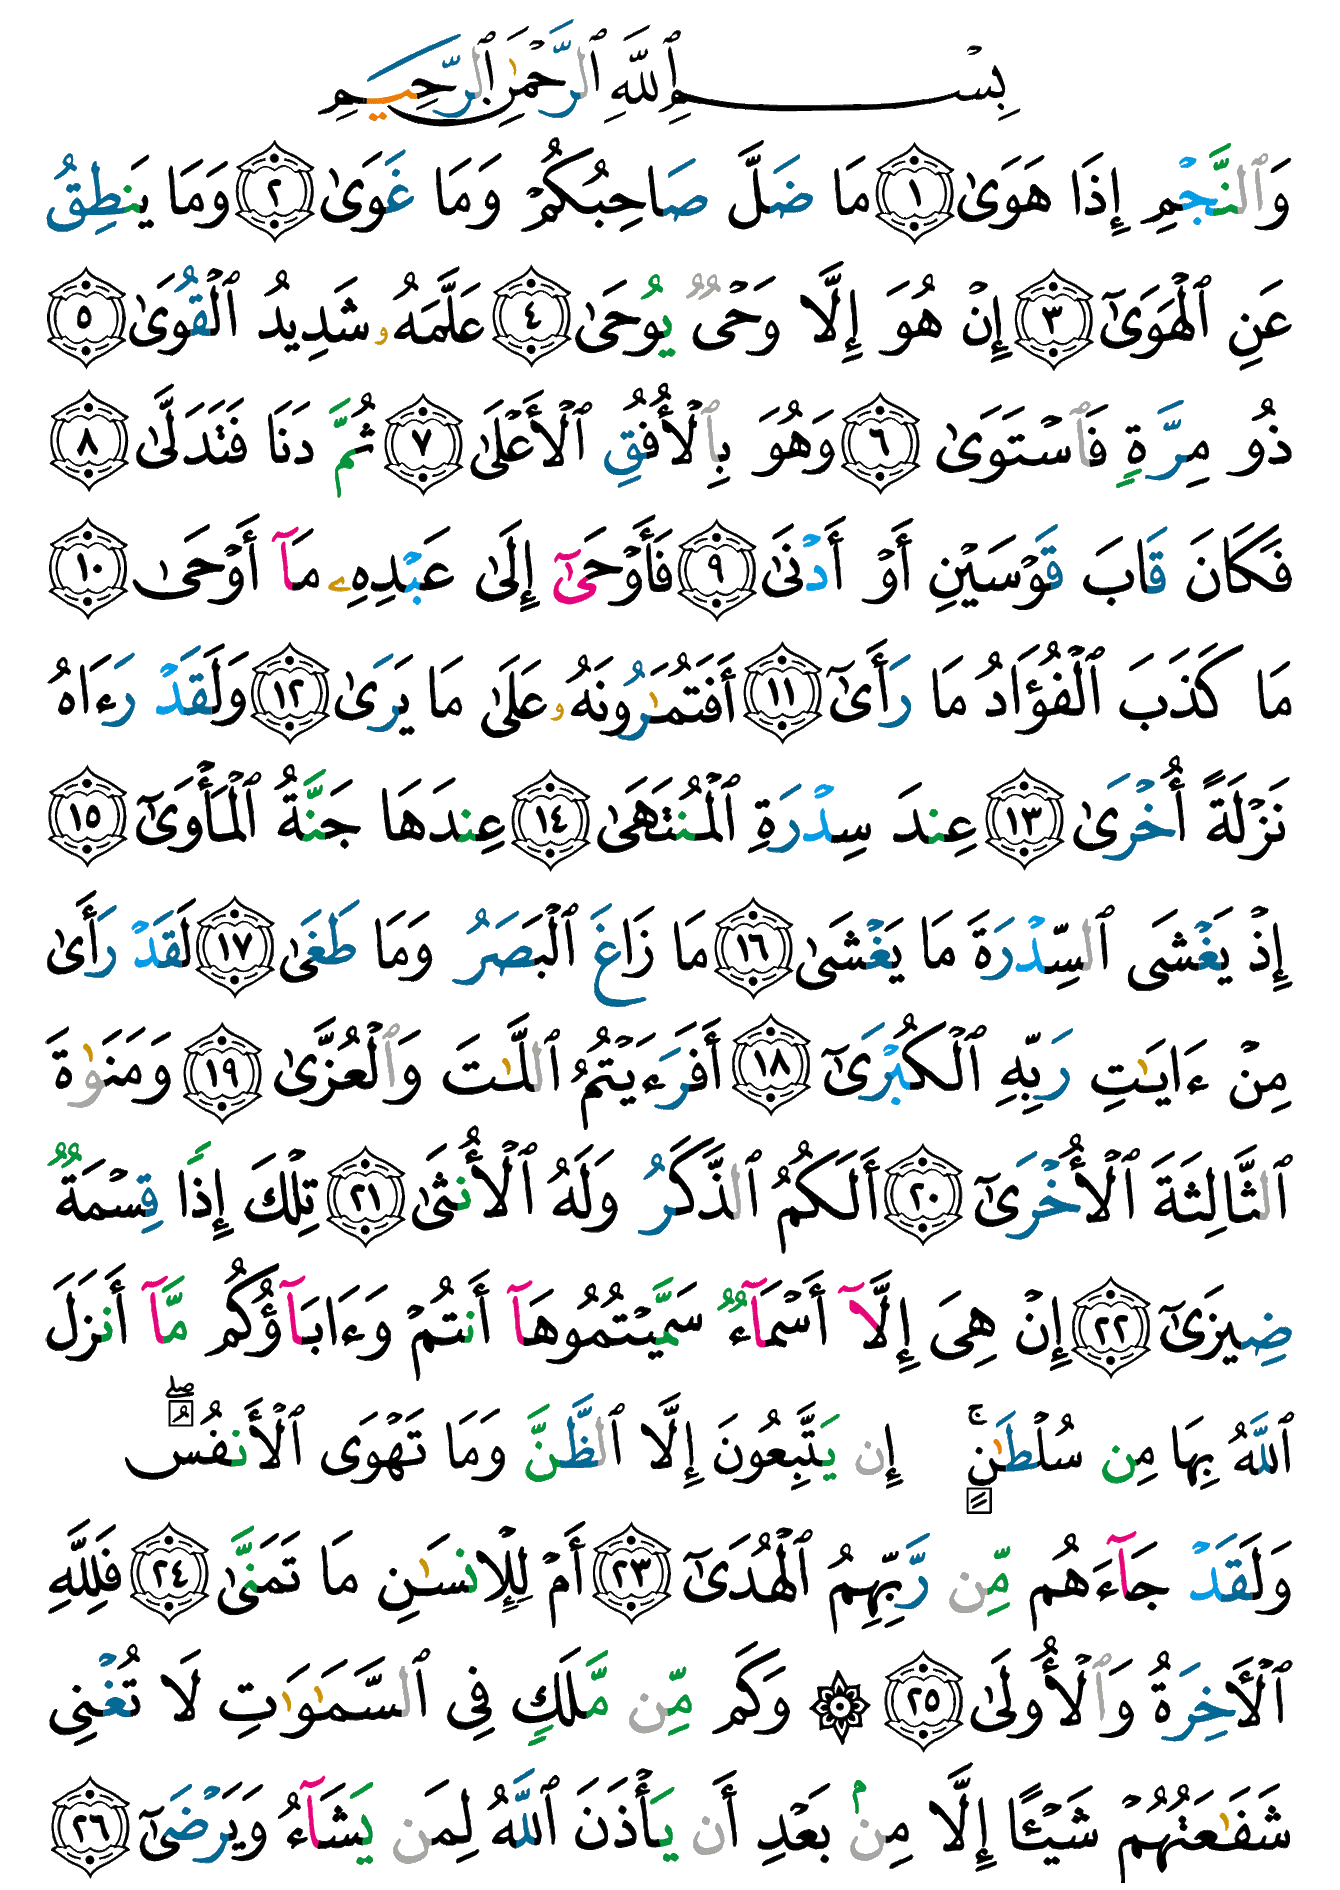 بِسۡمِ ٱللَّهِ ٱلرَّحۡمَٰنِ ٱلرَّحِيمِ
وَٱلنَّجۡمِ إِذَا هَوَىٰ ١ مَا ضَلَّ صَاحِبُكُمۡ وَمَا غَوَىٰ ٢ وَمَا يَنطِقُ
عَنِ ٱلۡهَوَىٰٓ ٣ إِنۡ هُوَ إِلَّا وَحۡيٞ يُوحَىٰ ٤ عَلَّمَهُۥ شَدِيدُ ٱلۡقُوَىٰ ٥
ذُو مِرَّةٖ فَٱسۡتَوَىٰ ٦ وَهُوَ بِٱلۡأُفُقِ ٱلۡأَعۡلَىٰ ٧ ثُمَّ دَنَا فَتَدَلَّىٰ ٨
فَكَانَ قَابَ قَوۡسَيۡنِ أَوۡ أَدۡنَىٰ ٩ فَأَوۡحَىٰٓ إِلَىٰ عَبۡدِهِۦ مَآ أَوۡحَىٰ ١٠
مَا كَذَبَ ٱلۡفُؤَادُ مَا رَأَىٰٓ ١١ أَفَتُمَٰرُونَهُۥ عَلَىٰ مَا يَرَىٰ ١٢ وَلَقَدۡ رَءَاهُ
نَزۡلَةً أُخۡرَىٰ ١٣ عِندَ سِدۡرَةِ ٱلۡمُنتَهَىٰ ١٤ عِندَهَا جَنَّةُ ٱلۡمَأۡوَىٰٓ ١٥
إِذۡ يَغۡشَى ٱلسِّدۡرَةَ مَا يَغۡشَىٰ ١٦ مَا زَاغَ ٱلۡبَصَرُ وَمَا طَغَىٰ ١٧ لَقَدۡ رَأَىٰ
مِنۡ ءَايَٰتِ رَبِّهِ ٱلۡكُبۡرَىٰٓ ١٨ أَفَرَءَيۡتُمُ ٱللَّٰتَ وَٱلۡعُزَّىٰ ١٩ وَمَنَوٰةَ
ٱلثَّالِثَةَ ٱلۡأُخۡرَىٰٓ ٢٠ أَلَكُمُ ٱلذَّكَرُ وَلَهُ ٱلۡأُنثَىٰ ٢١ تِلۡكَ إِذٗا قِسۡمَةٞ
ضِيزَىٰٓ ٢٢ إِنۡ هِيَ إِلَّآ أَسۡمَآءٞ سَمَّيۡتُمُوهَآ أَنتُمۡ وَءَابَآؤُكُم مَّآ أَنزَلَ
ٱللَّهُ بِهَا مِن سُلۡطَٰنٍۚ إِن يَتَّبِعُونَ إِلَّا ٱلظَّنَّ وَمَا تَهۡوَى ٱلۡأَنفُسُۖ
وَلَقَدۡ جَآءَهُم مِّن رَّبِّهِمُ ٱلۡهُدَىٰٓ ٢٣ أَمۡ لِلۡإِنسَٰنِ مَا تَمَنَّىٰ ٢٤ فَلِلَّهِ
ٱلۡأٓخِرَةُ وَٱلۡأُولَىٰ ٢٥ ۞ وَكَم مِّن مَّلَكٖ فِي ٱلسَّمَٰوَٰتِ لَا تُغۡنِي
شَفَٰعَتُهُمۡ شَيۡـًٔا إِلَّا مِنۢ بَعۡدِ أَن يَأۡذَنَ ٱللَّهُ لِمَن يَشَآءُ وَيَرۡضَىٰٓ ٢٦